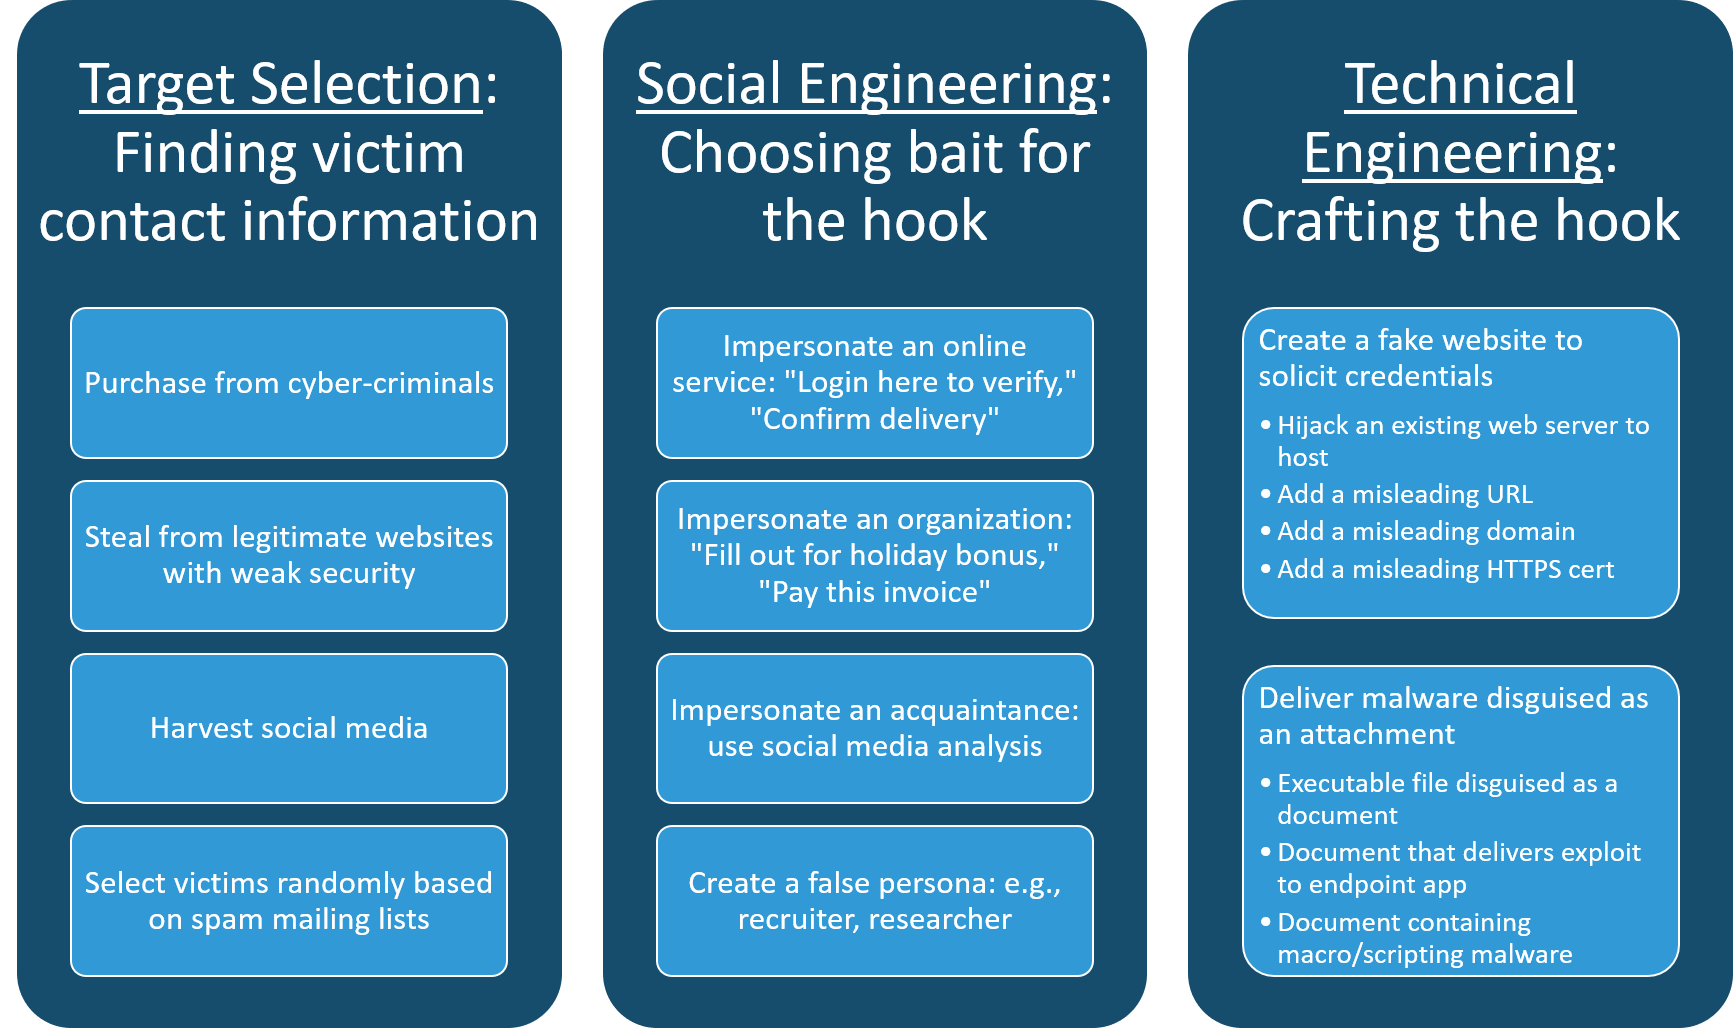 Target Selection:
Finding victim
contact information
Purchase from cyber-criminals
Steal from legitimate websites
with weak security
Harvest social media
Select victims randomly based
on spam mailing lists
Social Engineering:
Choosing bait for
the hook
Impersonate an online
service: "Login here to verify,"
"Confirm delivery"
Impersonate an organization:
"Fill out for holiday bonus,"
"Pay this invoice"
Impersonate an acquaintance:
use social media analysis
Create a false persona: e.g.,
recruiter, researcher
Technical
Engineering:
Crafting the hook
Create a fake website to
solicit credentials
• Hijack an existing web server to
host
• Add a misleading URL
• Add a misleading domain
• Add a misleading HTTPS cert
Deliver malware disguised as
an attachment
• Executable file disguised as a
document
• Document that delivers exploit
to endpoint app
• Document containing
macro/scripting malware